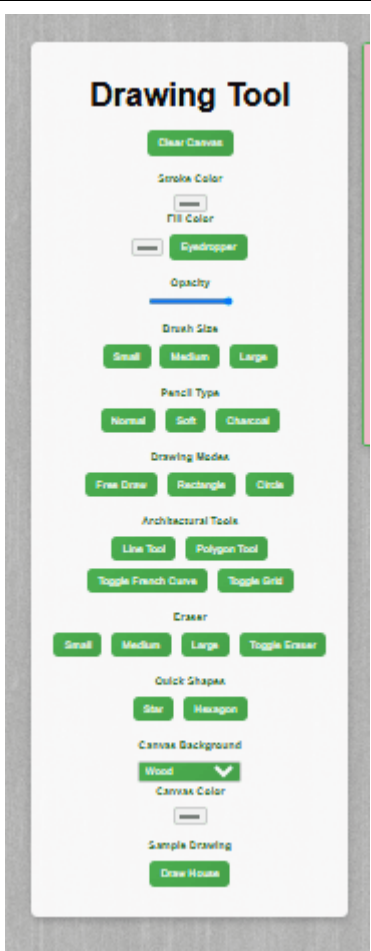 Drawing Tool
Clear Canvas
Stroke Color
Fill Color
Eyedropper
Opacity
Brush Size
Small Medium Large
Pencil Type
Normal Soft Charcoal
Drawing Modes
Free Draw Rectangle Circle
Architectural Tools
Line Tool Polygon Tool
Toggle French Curve Toggle Grid
Eraser
Small Medium Large Toggle Eraser
Quick Shapes
Star Hexagon
Canvas Background
Wood
Canvas Color
Sample Drawing
Draw House